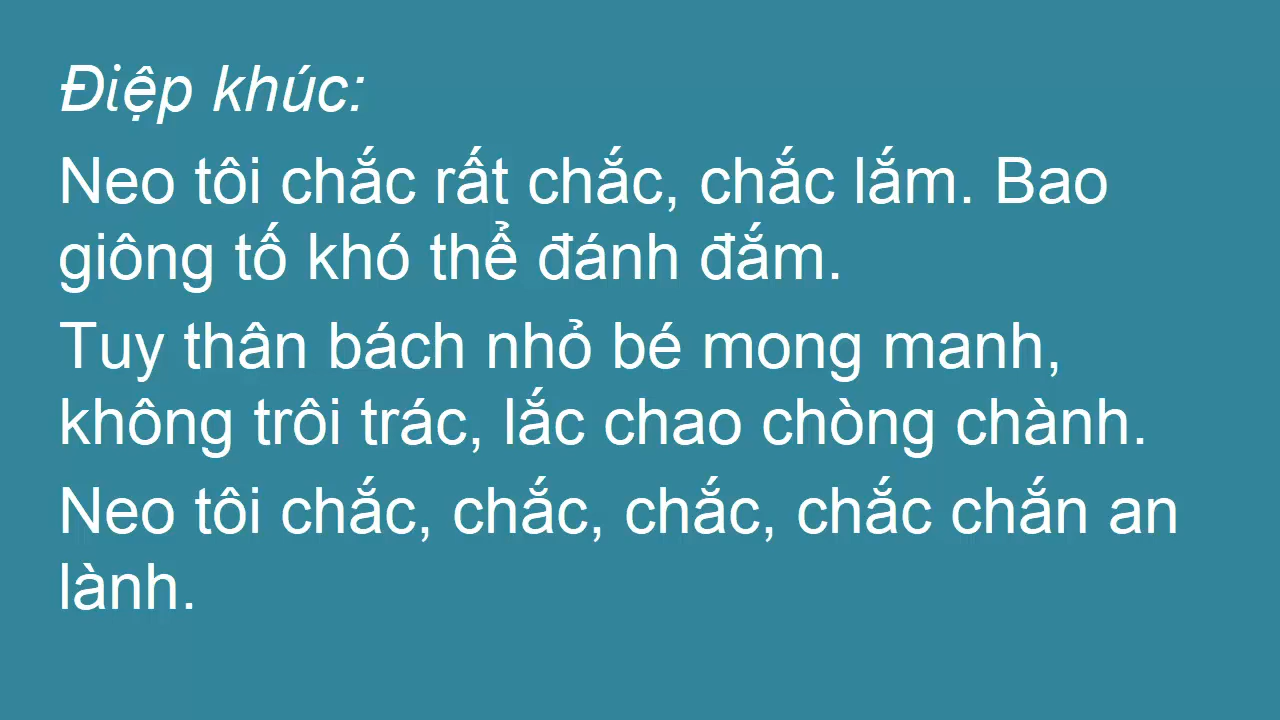 Điệp khúc:
Neo tôi chắc rất chắc, chắc lắm. Bao
giông tố khó thể đánh đắm.
Tuy thân bách nhỏ bé mong manh,
không trôi trác, lắc chao chòng chành.
Neo tôi chắc, chắc, chắc, chắc chắn an
lành.